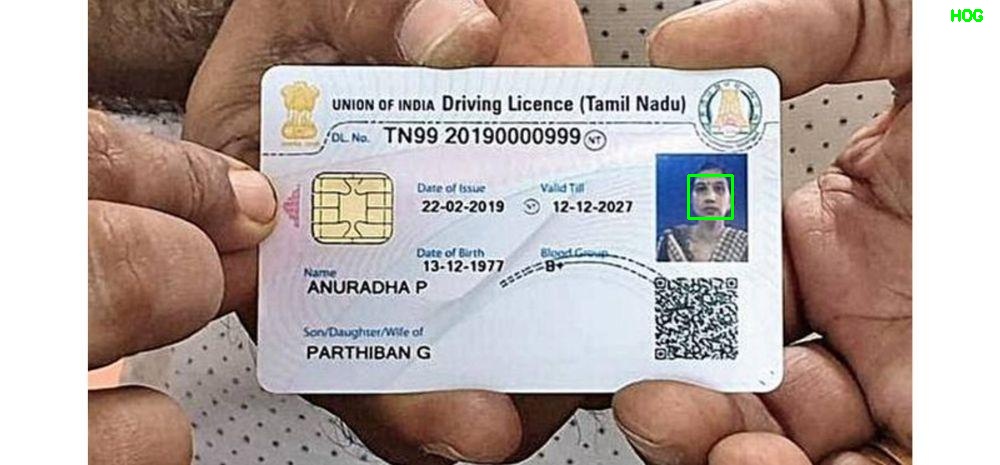 HOG
UNION OF INDIA Driving Licence (Tamil Nadu)
DL. No. TN99 20190000999 NT
Date of Issue Valid Till
22-02-2019 NT 12-12-2027
Date of Birth Blood Group
13-12-1977 B+
Name
ANURADHA P
Son/Daughter/Wife of
PARTHIBAN G